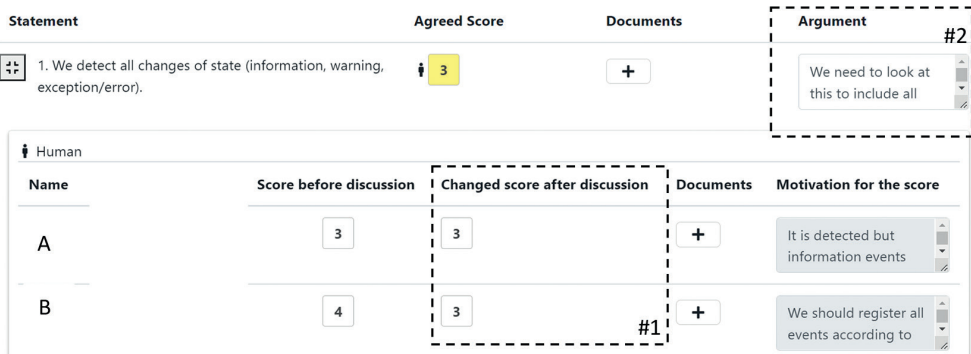 Statement Agreed Score Documents Argument
#2
1. We detect all changes of state (information, warning, 3 + We need to look at
exception/error). this to include all
Human
Name Score before discussion Changed score after discussion Documents Motivation for the score
A 3 3 + It is detected but
information events
B 4 3 + We should register all
#1 events according to